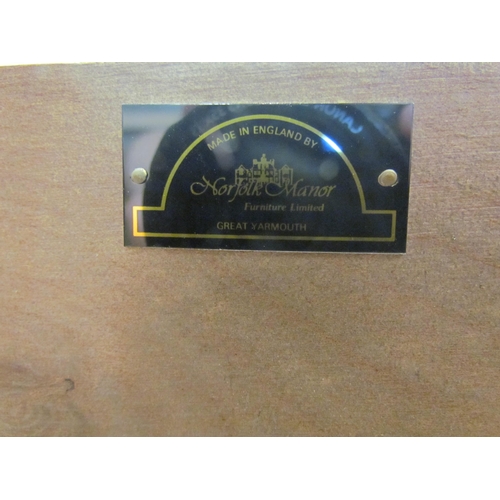 MADE IN ENGLAND BY
Norfolk Manor
Furniture Limited
GREAT YARMOUTH